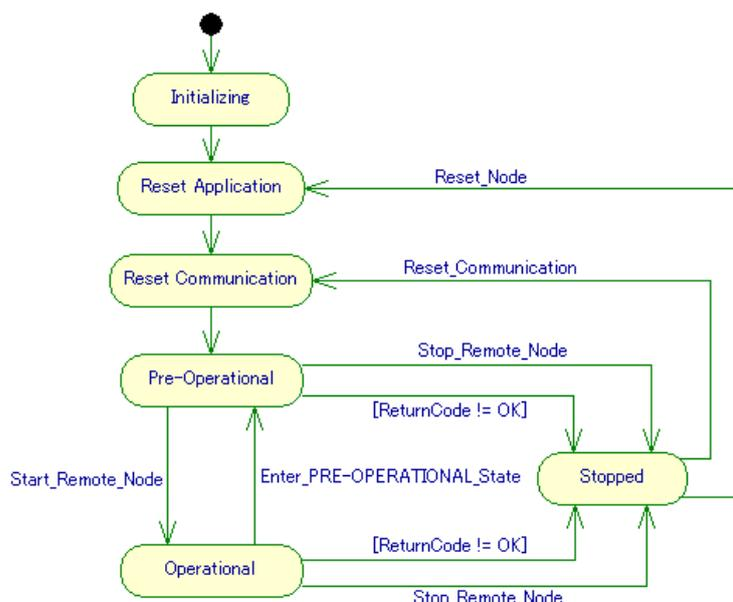 Initializing
Reset Application
Reset_Node
Reset Communication
Reset_Communication
Pre-Operational
Stop_Remote_Node
[ReturnCode != OK]
Start_Remote_Node
Enter_PRE-OPERATIONAL_State
Stopped
Operational
[ReturnCode != OK]
Stop_Remote_Node